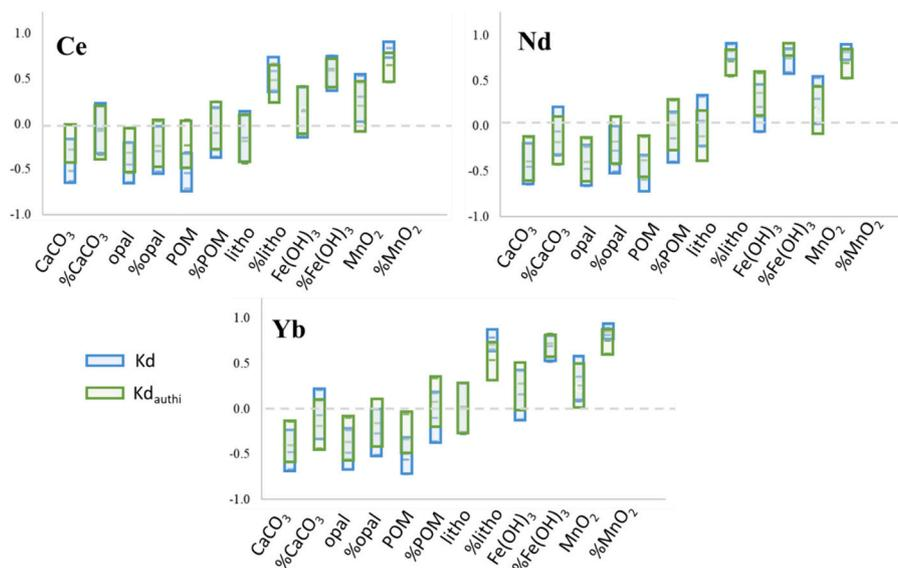 Ce
1.0
0.5
0.0
-0.5
-1.0
CaCO₃
%CaCO₃
opal
%opal
POM
%POM
litho
%litho
Fe(OH)₃
%Fe(OH)₃
MnO₂
%MnO₂
Nd
1.0
0.5
0.0
-0.5
-1.0
CaCO₃
%CaCO₃
opal
%opal
POM
%POM
litho
%litho
Fe(OH)₃
%Fe(OH)₃
MnO₂
%MnO₂
Kd
Kd_authi
Yb
1.0
0.5
0.0
-0.5
-1.0
CaCO₃
%CaCO₃
opal
%opal
POM
%POM
litho
%litho
Fe(OH)₃
%Fe(OH)₃
MnO₂
%MnO₂